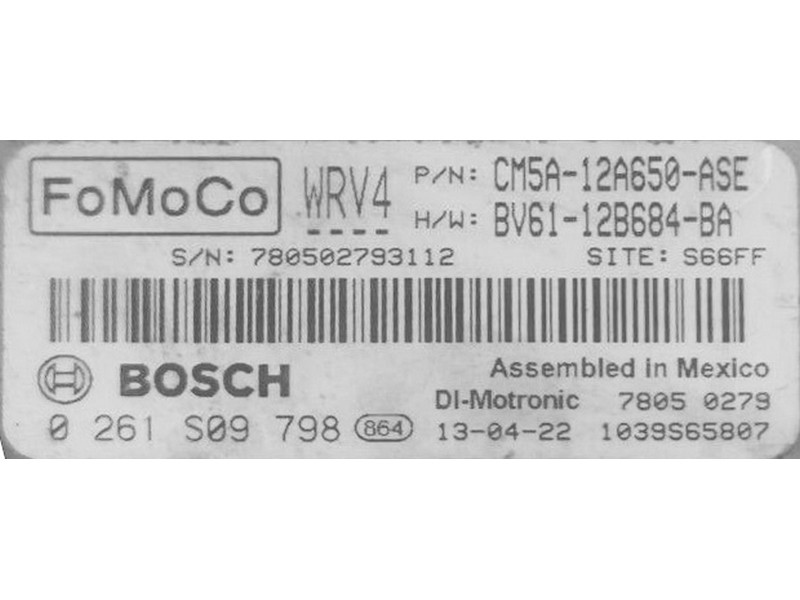 FoMoCo WRV4 P/N: CM5A-12A650-ASE
H/W: BV61-12B684-BA
S/N: 780502793112 SITE: S66FF
BOSCH Assembled in Mexico
DI-Motronic 7805 0279
0 261 S09 798 864 13-04-22 1039S65807